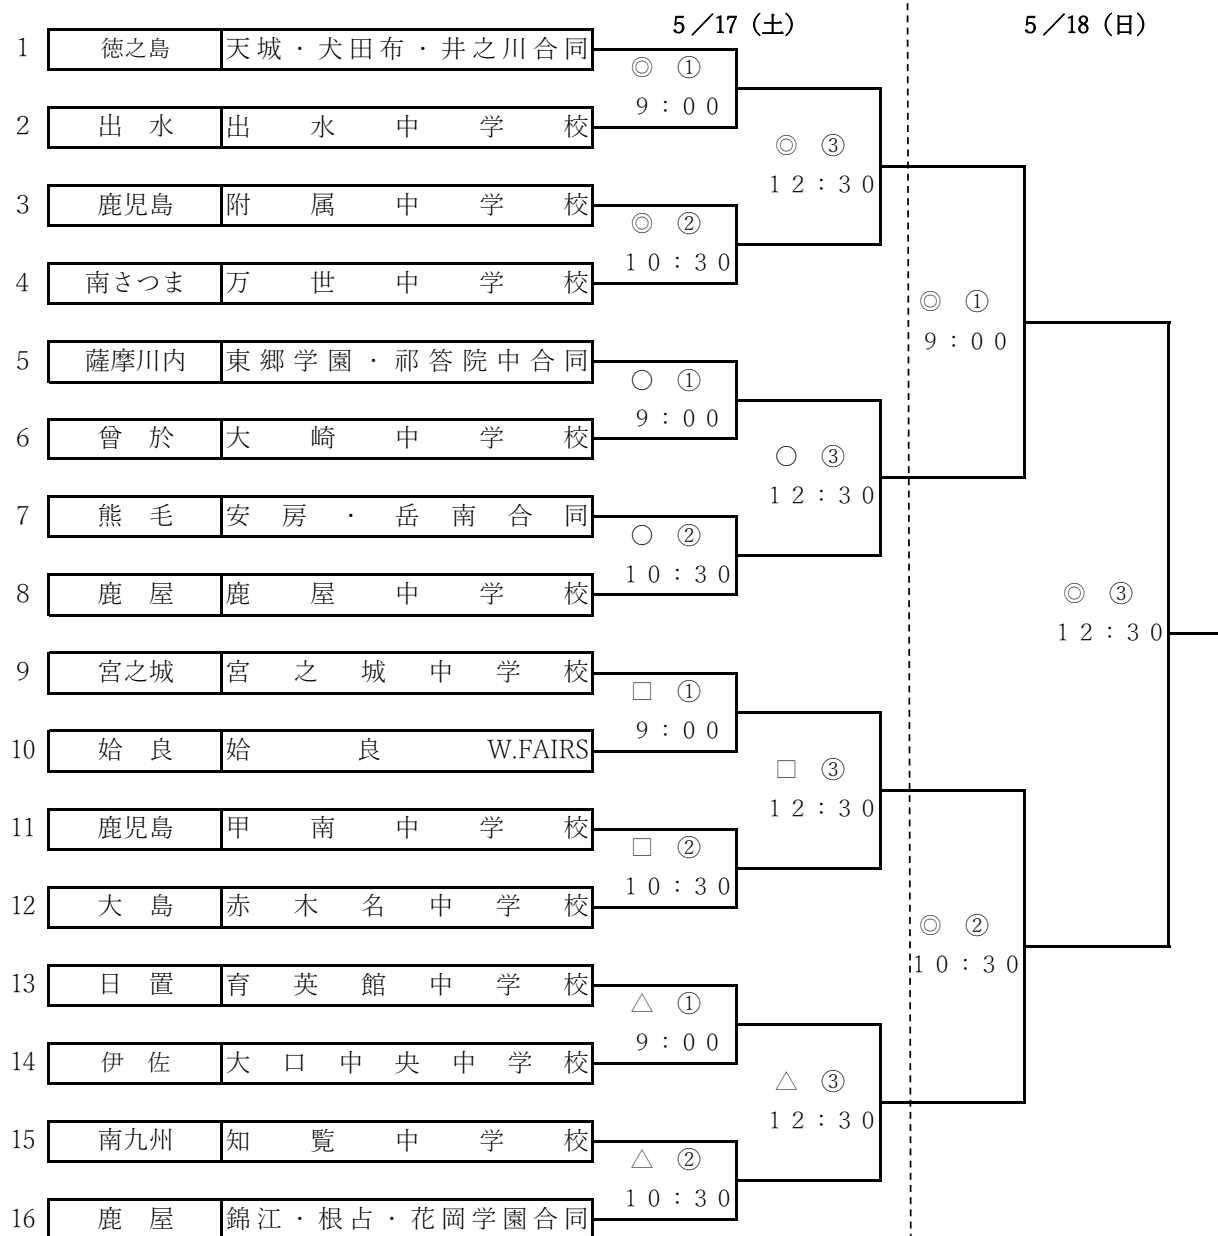 5／17（土） 5／18（日）
1 徳之島 天城・犬田布・井之川合同
◎ ①
9：00
2 出水 出水中学校
◎ ③
12：30
3 鹿児島 附属中学校
◎ ②
10：30
4 南さつま 万世中学校
◎ ①
9：00
5 薩摩川内 東郷学園・祁答院中合同
○ ①
9：00
6 曾於 大崎中学校
○ ③
12：30
7 熊毛 安房・岳南合同
○ ②
10：30
8 鹿屋 鹿屋中学校
◎ ③
12：30
9 宮之城 宮之城中学校
□ ①
9：00
10 姶良 姶良W.FAIRS
□ ③
12：30
11 鹿児島 甲南中学校
□ ②
10：30
12 大島 赤木名中学校
◎ ②
10：30
13 日置 育英館中学校
△ ①
9：00
14 伊佐 大口中央中学校
△ ③
12：30
15 南九州 知覧中学校
△ ②
10：30
16 鹿屋 錦江・根占・花岡学園合同